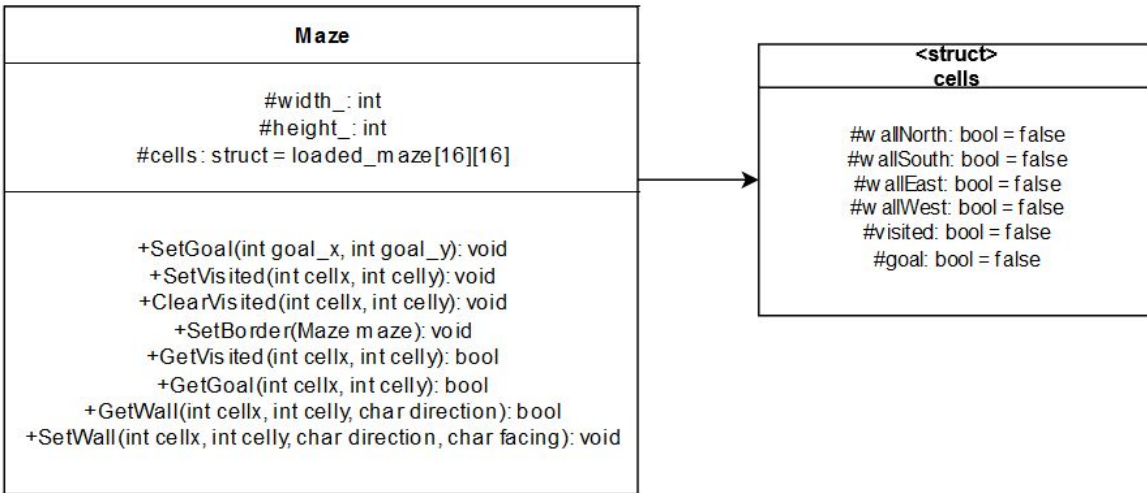 Maze
#width_: int
#height_: int
#cells: struct = loaded_maze[16][16]
+SetGoal(int goal_x, int goal_y): void
+SetVisited(int cellx, int celly): void
+ClearVisited(int cellx, int celly): void
+SetBorder(Maze maze): void
+GetVisited(int cellx, int celly): bool
+GetGoal(int cellx, int celly): bool
+GetWall(int cellx, int celly, char direction): bool
+SetWall(int cellx, int celly, char direction, char facing): void
<struct>
cells
#wallNorth: bool = false
#wallSouth: bool = false
#wallEast: bool = false
#wallWest: bool = false
#visited: bool = false
#goal: bool = false